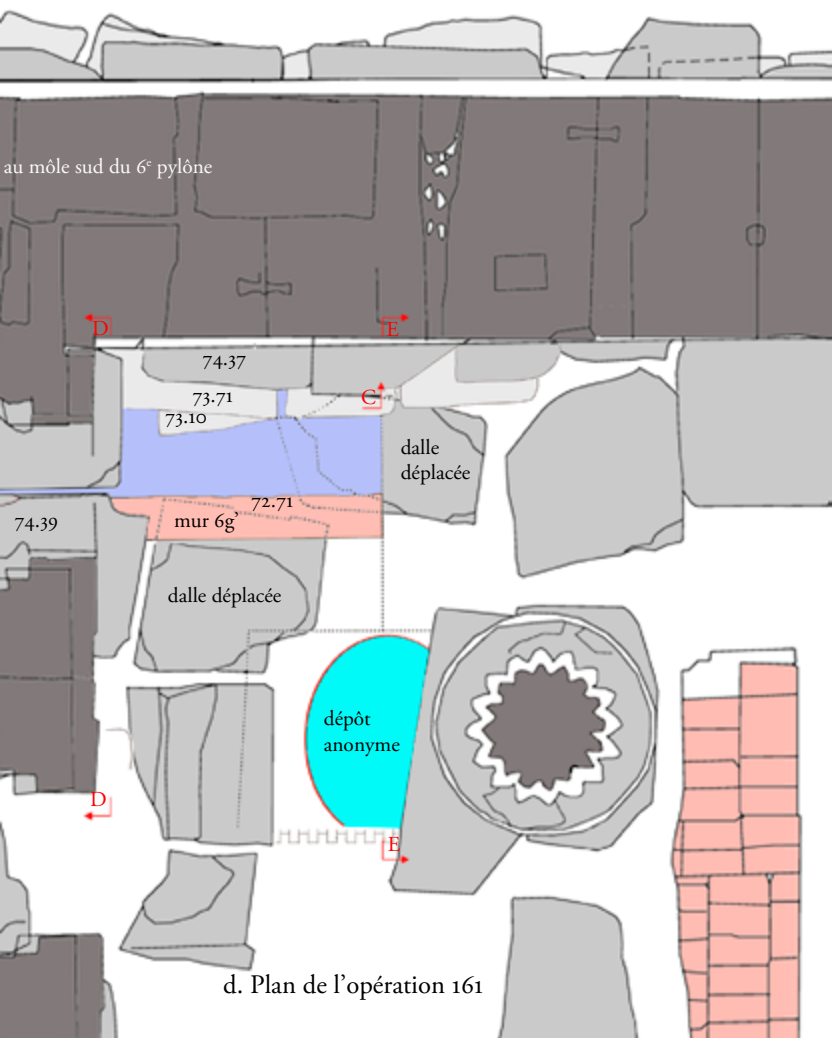 au môle sud du 6e pylône
D
E
74.37
73.71
C
73.10
dalle
déplacée
72.71
mur 6g’
74.39
dalle déplacée
dépôt
anonyme
D
E
d. Plan de l’opération 161